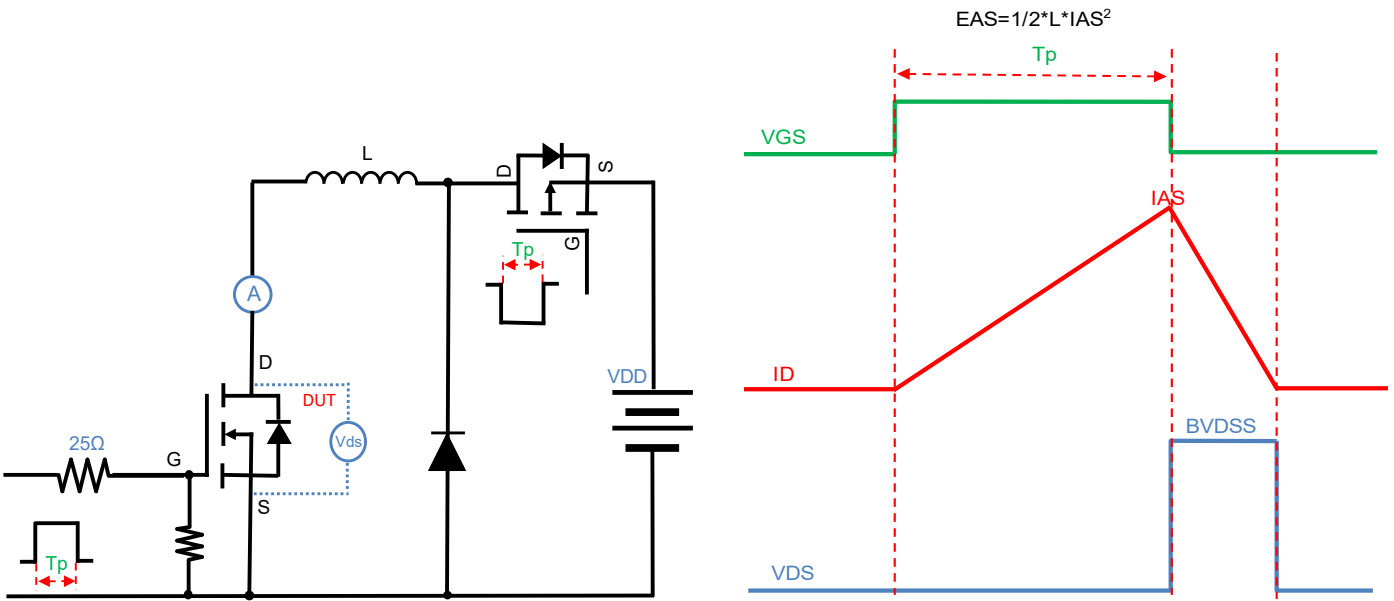 L
D
S
G
Tp
A
D
DUT
Vds
25Ω
G
S
Tp
VDD
EAS=1/2*L*IAS²
Tp
VGS
IAS
ID
BVDSS
VDS